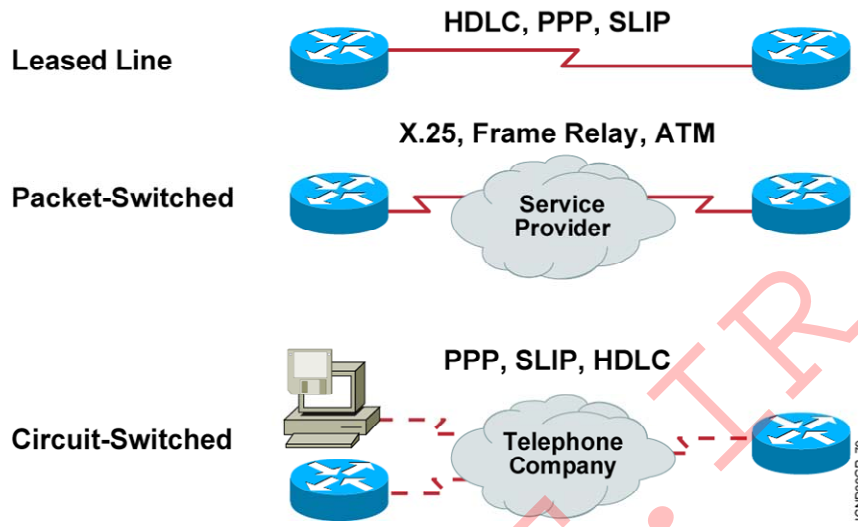 HDLC, PPP, SLIP
Leased Line
X.25, Frame Relay, ATM
Packet-Switched
Service
Provider
PPP, SLIP, HDLC
Circuit-Switched
Telephone
Company
.IR